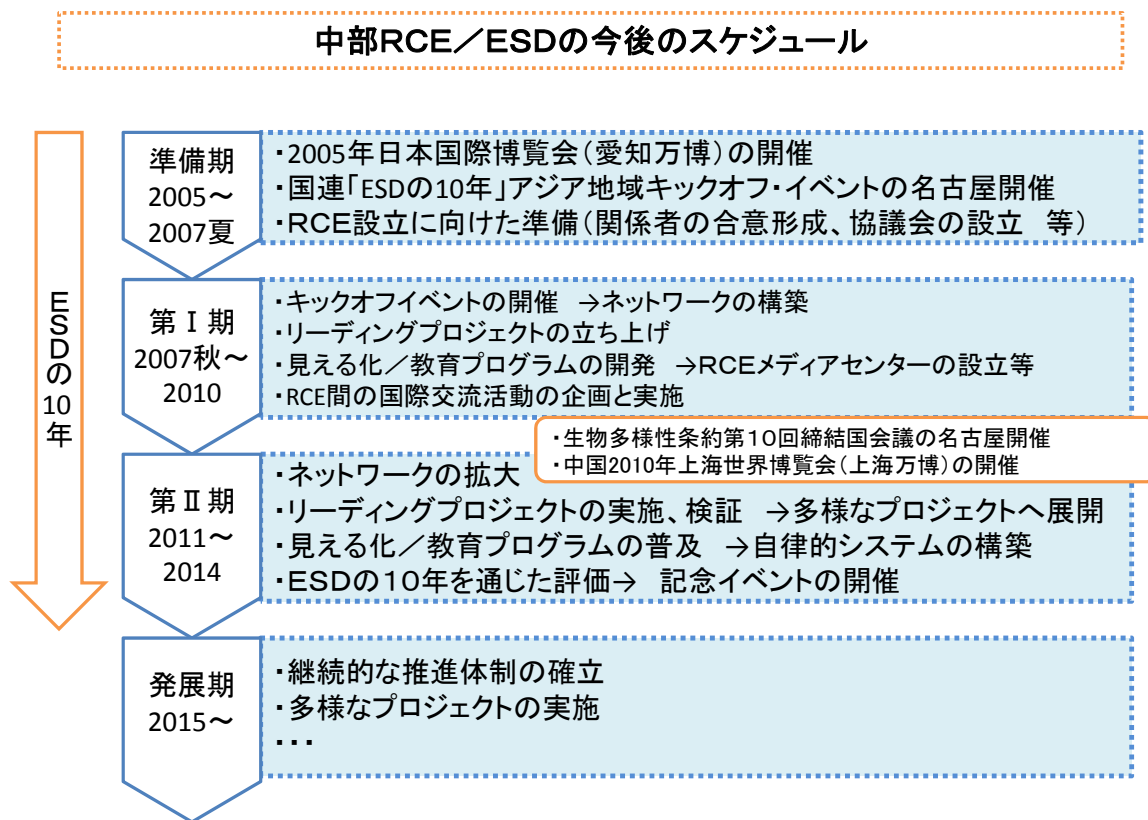 中部RCE／ESDの今後のスケジュール
ESDの10年
準備期
2005～
2007夏
・2005年日本国際博覧会（愛知万博）の開催
・国連「ESDの10年」アジア地域キックオフ・イベントの名古屋開催
・RCE設立に向けた準備（関係者の合意形成、協議会の設立　等）
第Ⅰ期
2007秋～
2010
・キックオフイベントの開催　→ネットワークの構築
・リーディングプロジェクトの立ち上げ
・見える化／教育プログラムの開発　→RCEメディアセンターの設立等
・RCE間の国際交流活動の企画と実施
・生物多様性条約第10回締結国会議の名古屋開催
・中国2010年上海世界博覧会（上海万博）の開催
第Ⅱ期
2011～
2014
・ネットワークの拡大
・リーディングプロジェクトの実施、検証　→多様なプロジェクトへ展開
・見える化／教育プログラムの普及　→自律的システムの構築
・ESDの10年を通じた評価→　記念イベントの開催
発展期
2015～
・継続的な推進体制の確立
・多様なプロジェクトの実施
・・・